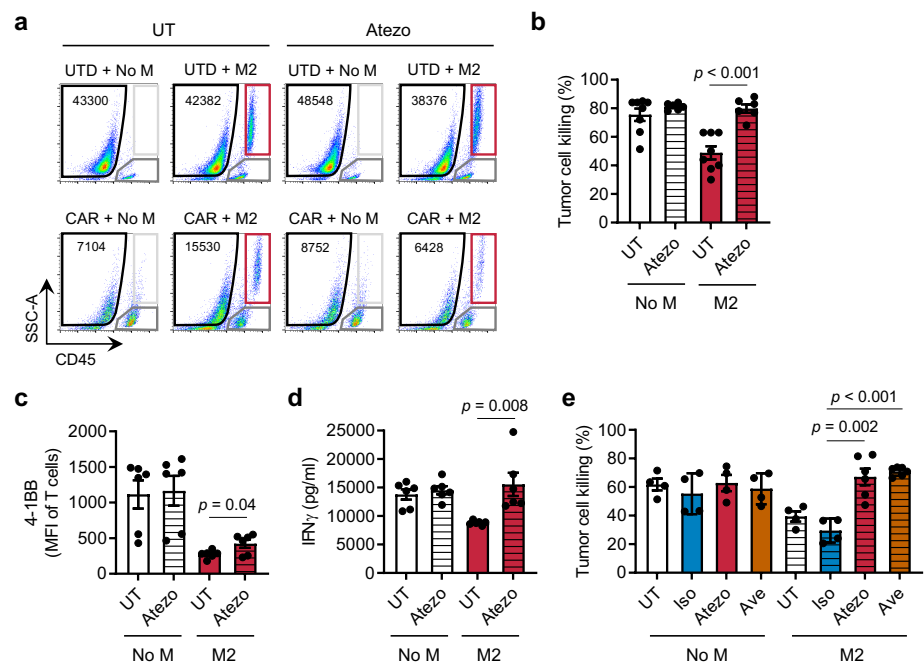 a
UT
Atezo
UTD + No M
UTD + M2
UTD + No M
UTD + M2
43300
42382
48548
38376
CAR + No M
CAR + M2
CAR + No M
CAR + M2
7104
15530
8752
6428
SSC-A
CD45
b
p < 0.001
Tumor cell killing (%)
100
80
60
40
20
0
UT
Atezo
UT
Atezo
No M
M2
c
4-1BB
(MFI of T cells)
2000
1500
1000
500
0
p = 0.04
UT
Atezo
UT
Atezo
No M
M2
d
IFNγ (pg/ml)
25000
20000
15000
10000
5000
0
p = 0.008
UT
Atezo
UT
Atezo
No M
M2
e
Tumor cell killing (%)
100
80
60
40
20
0
p < 0.001
p = 0.002
UT
Iso
Atezo
Ave
UT
Iso
Atezo
Ave
No M
M2